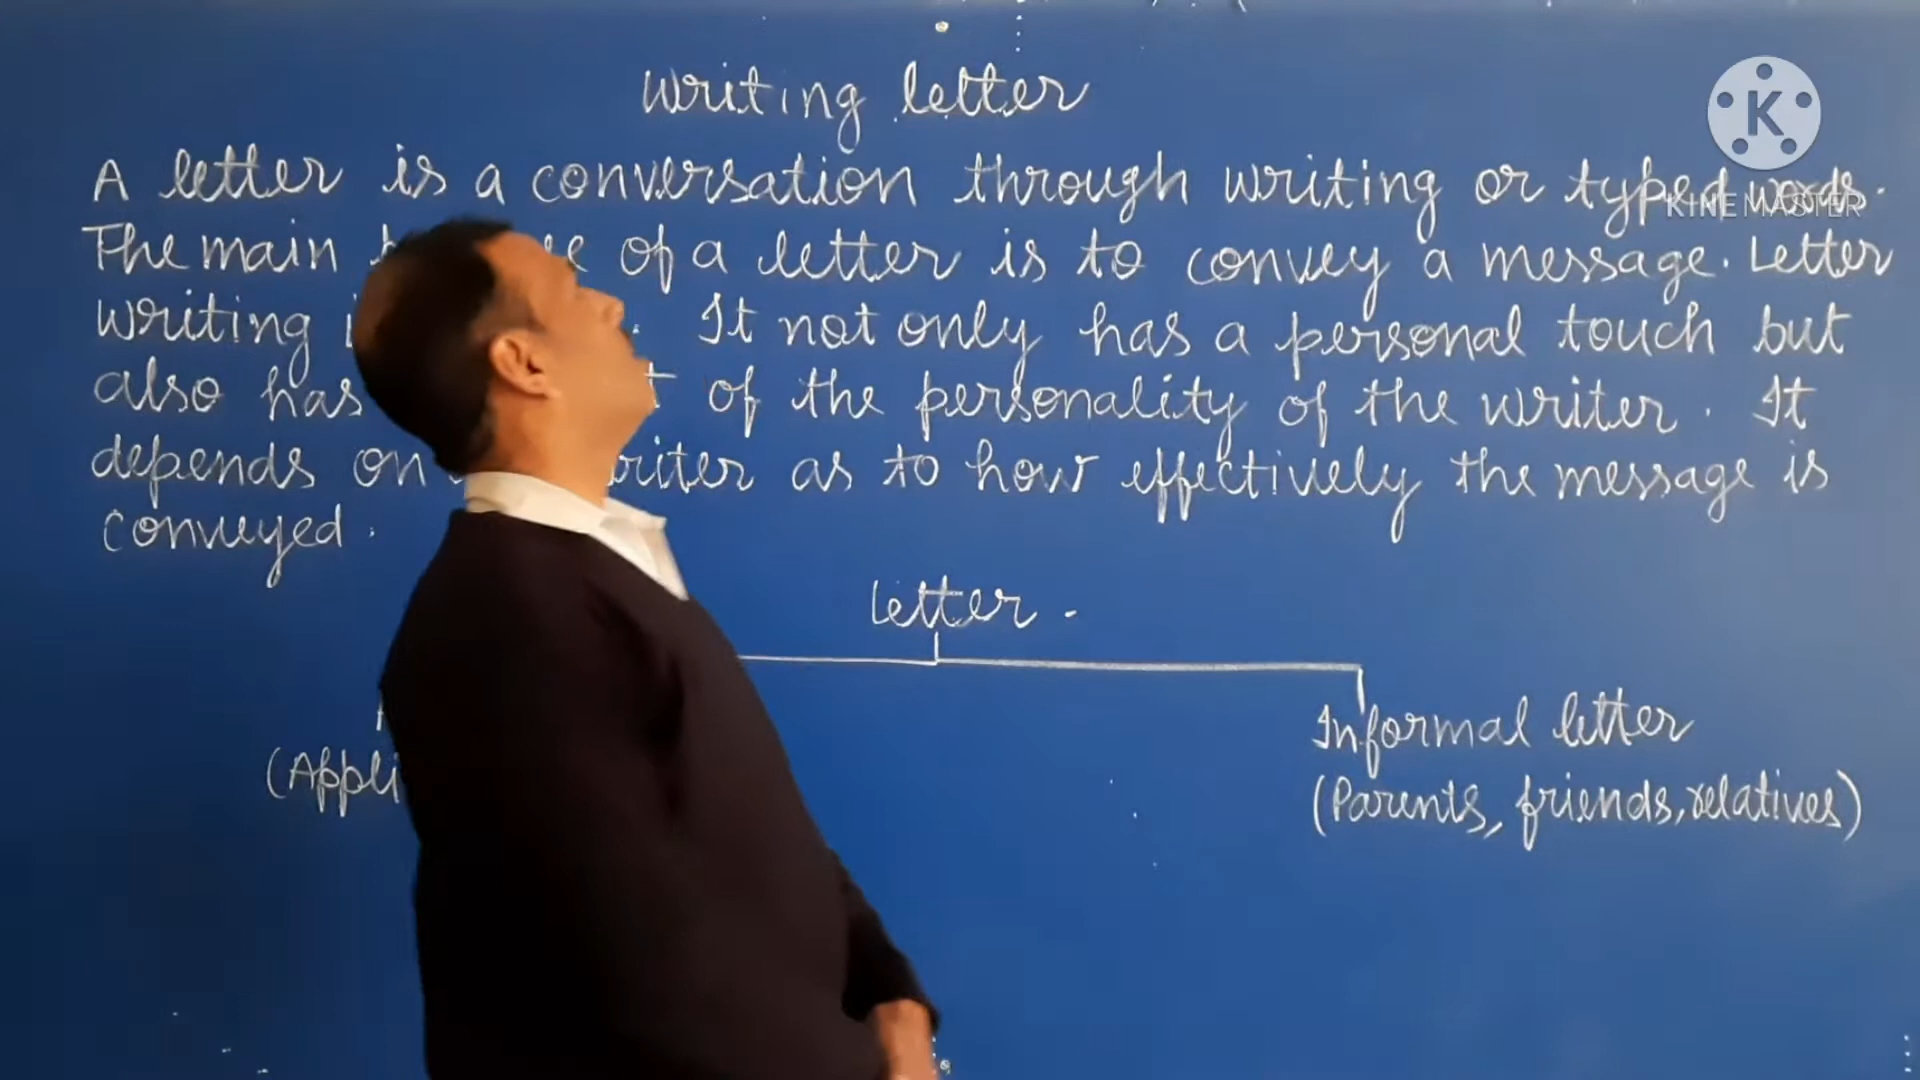 Writing letter
A letter is a conversation through writing or typed words.
The main of a letter is to convey a message. Letter
writing It not only has a personal touch but
also has of the personality of the writer. It
depends on writer as to how effectively the message is
conveyed.
Letter.
Informal letter
(Appli
(Parents, friends, relatives)
K
KINEMASTER